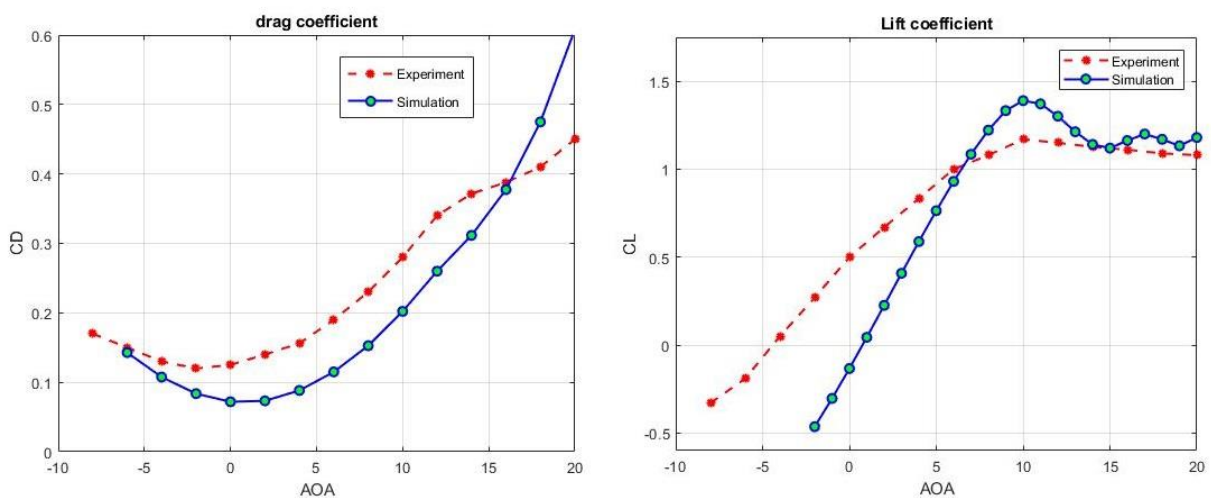 drag coefficient
0.6
0.5
0.4
0.3
0.2
0.1
0
CD
-10
-5
0
5
10
15
20
AOA
Experiment
Simulation
Lift coefficient
1.5
1
0.5
0
-0.5
CL
-10
-5
0
5
10
15
20
AOA
Experiment
Simulation